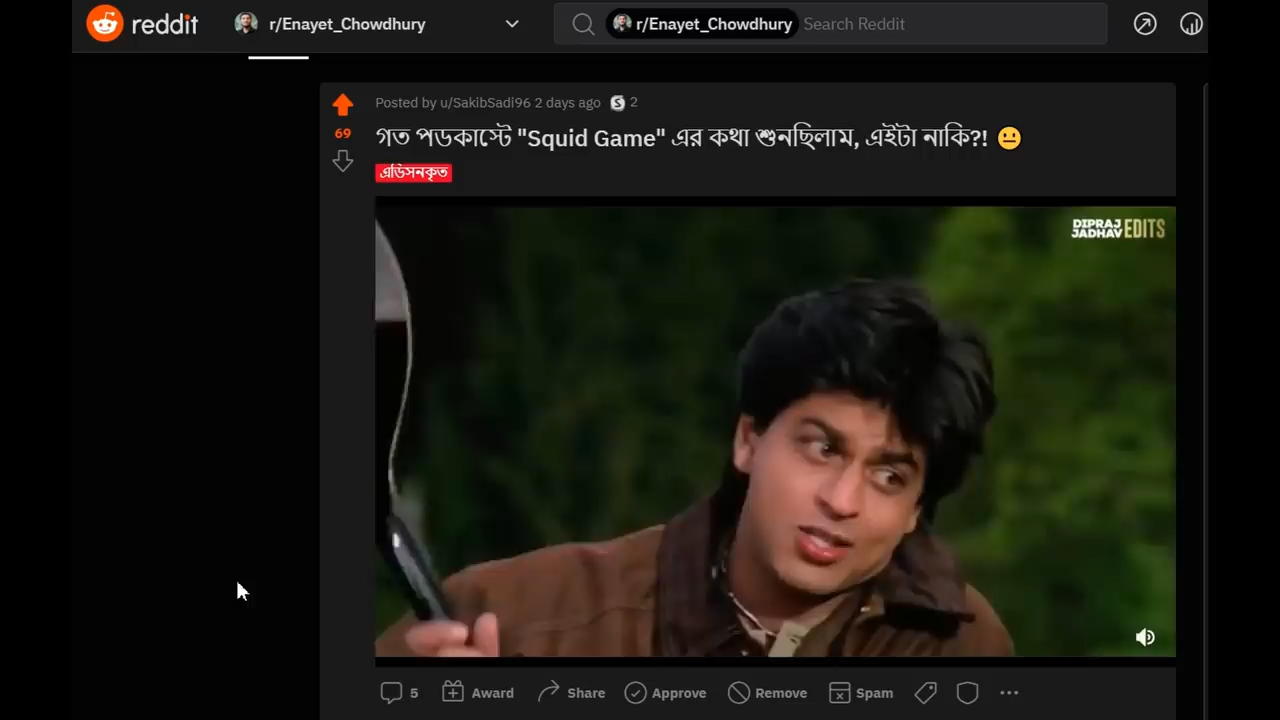 reddit
r/Enayet_Chowdhury
r/Enayet_Chowdhury Search Reddit
Posted by u/SakibSadi96 2 days ago S 2
69
গত পডকাস্টে "Squid Game" এর কথা শুনছিলাম, এইটা নাকি?! 😐
এডিসনকৃত
DIPRAJ JADHAV EDITS
5 Award Share Approve Remove Spam